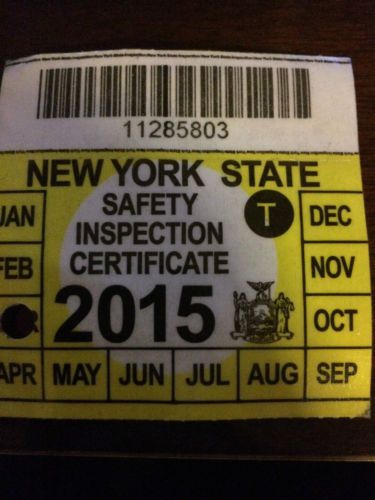 11285803
NEW YORK STATE
SAFETY
T
INSPECTION
CERTIFICATE
2015
JAN
FEB
APR
MAY
JUN
JUL
AUG
SEP
OCT
NOV
DEC